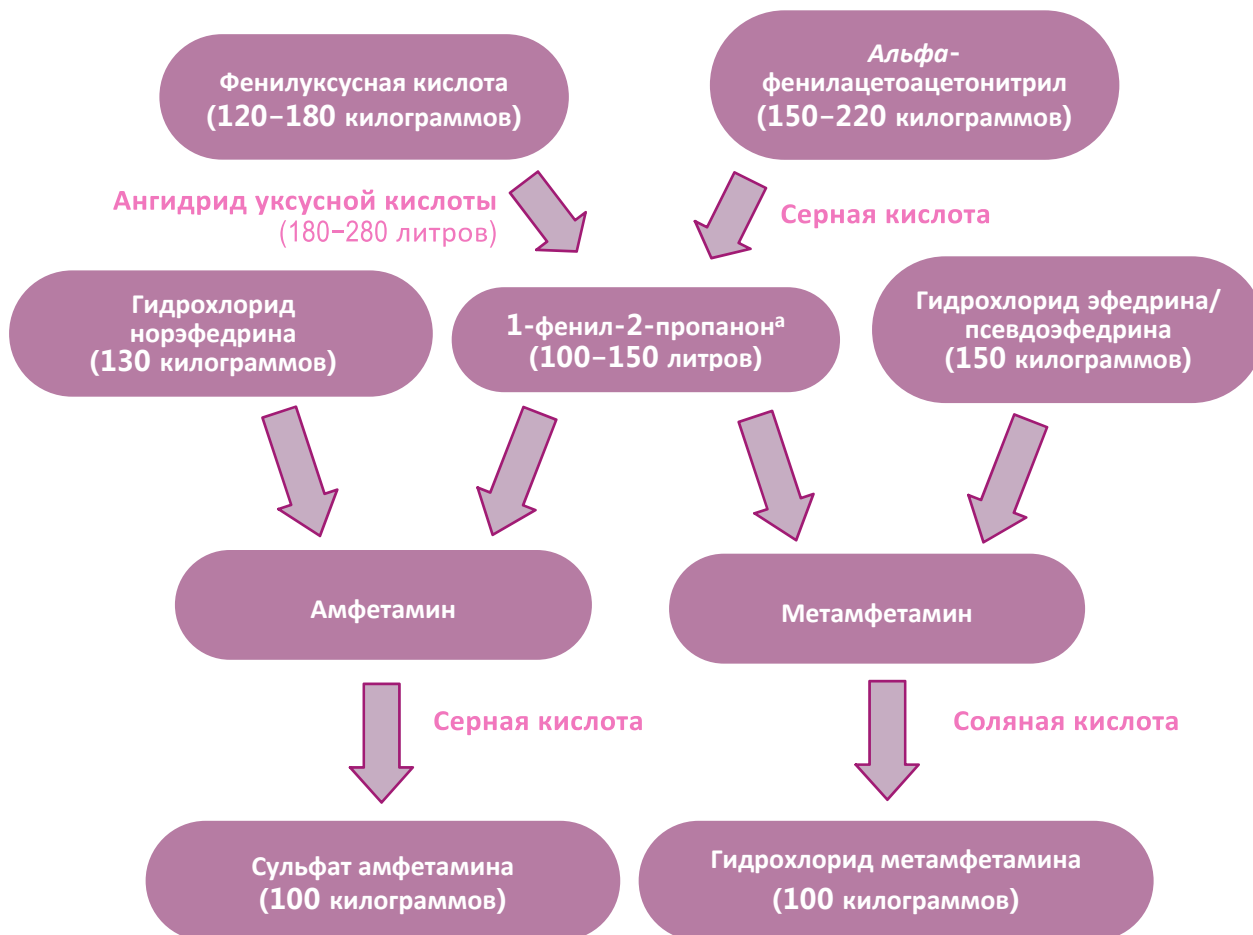 Фенилуксусная кислота
(120–180 килограммов)
Альфа-
фенилацетоацетонитрил
(150–220 килограммов)
Ангидрид уксусной кислоты
(180–280 литров)
Серная кислота
Гидрохлорид
норэфедрина
(130 килограммов)
1-фенил-2-пропанонᵃ
(100–150 литров)
Гидрохлорид эфедрина/
псевдоэфедрина
(150 килограммов)
Амфетамин
Метамфетамин
Серная кислота
Соляная кислота
Сульфат амфетамина
(100 килограммов)
Гидрохлорид метамфетамина
(100 килограммов)